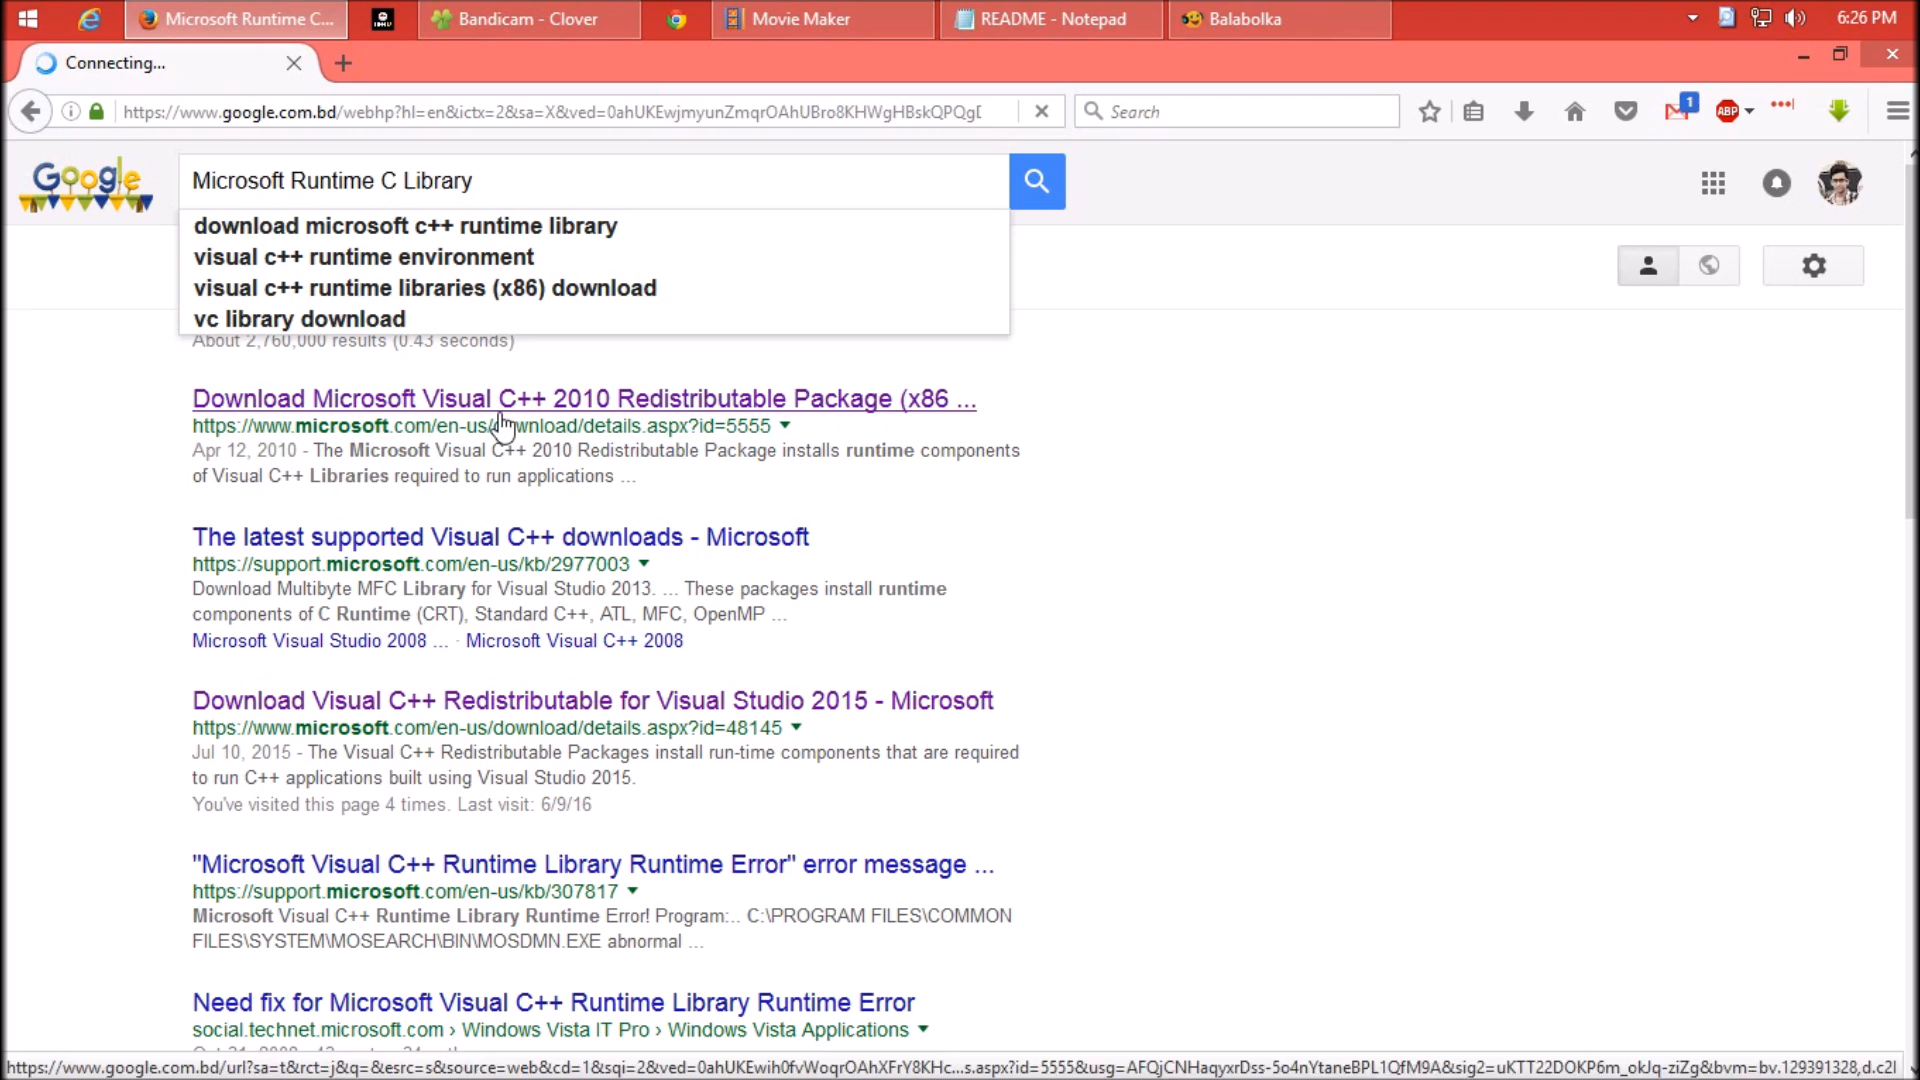 Microsoft Runtime C...
Bandicam - Clover
Movie Maker
README - Notepad
Balabolka
6:26 PM
Connecting...
https://www.google.com.bd/webhp?hl=en&ictx=2&sa=X&ved=0ahUKEwjmyunZmqrOAhUBro8KHWgHBskQPQgD
Search
1
ABP
Google
Microsoft Runtime C Library
download microsoft c++ runtime library
visual c++ runtime environment
visual c++ runtime libraries (x86) download
vc library download
About 2,760,000 results (0.43 seconds)
Download Microsoft Visual C++ 2010 Redistributable Package (x86 ...
https://www.microsoft.com/en-us/download/details.aspx?id=5555
Apr 12, 2010 - The Microsoft Visual C++ 2010 Redistributable Package installs runtime components
of Visual C++ Libraries required to run applications ...
The latest supported Visual C++ downloads - Microsoft
https://support.microsoft.com/en-us/kb/2977003
Download Multibyte MFC Library for Visual Studio 2013. ... These packages install runtime
components of C Runtime (CRT), Standard C++, ATL, MFC, OpenMP ...
Microsoft Visual Studio 2008 ... · Microsoft Visual C++ 2008
Download Visual C++ Redistributable for Visual Studio 2015 - Microsoft
https://www.microsoft.com/en-us/download/details.aspx?id=48145
Jul 10, 2015 - The Visual C++ Redistributable Packages install run-time components that are required
to run C++ applications built using Visual Studio 2015.
You've visited this page 4 times. Last visit: 6/9/16
"Microsoft Visual C++ Runtime Library Runtime Error" error message ...
https://support.microsoft.com/en-us/kb/307817
Microsoft Visual C++ Runtime Library Runtime Error! Program:.. C:\PROGRAM FILES\COMMON
FILES\SYSTEM\MOSEARCH\BIN\MOSDMN.EXE abnormal ...
Need fix for Microsoft Visual C++ Runtime Library Runtime Error
social.technet.microsoft.com › Windows Vista IT Pro › Windows Vista Applications
https://www.google.com.bd/url?sa=t&rct=j&q=&esrc=s&source=web&cd=1&sqi=2&ved=0ahUKEwih0fvWoqrOAhXFrY8KHc...s.aspx?id=5555&usg=AFQjCNHaqyxrDss-5o4nYtaneBPL1QfM9A&sig2=uKTT22DOKP6m_okJq-ziZg&bvm=bv.129391328,d.c2I